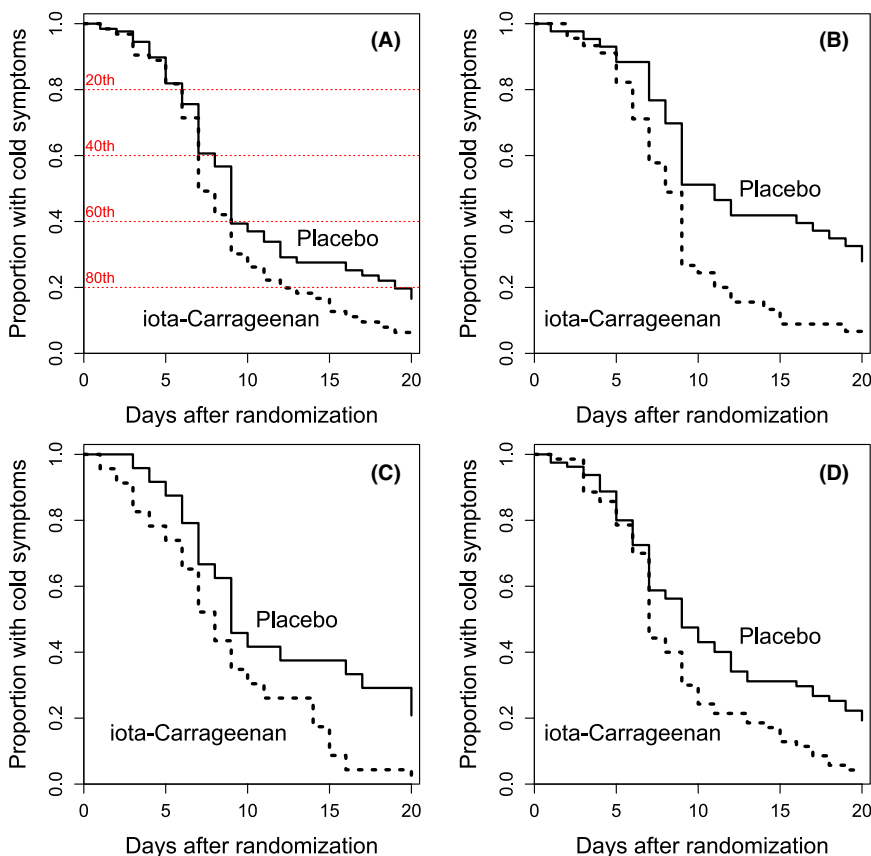 (A)
Proportion with cold symptoms
1.0
0.8
0.6
0.4
0.2
0.0
20th
40th
60th
80th
Placebo
iota-Carrageenan
0 5 10 15 20
Days after randomization
(B)
Proportion with cold symptoms
1.0
0.8
0.6
0.4
0.2
0.0
Placebo
iota-Carrageenan
0 5 10 15 20
Days after randomization
(C)
Proportion with cold symptoms
1.0
0.8
0.6
0.4
0.2
0.0
Placebo
iota-Carrageenan
0 5 10 15 20
Days after randomization
(D)
Proportion with cold symptoms
1.0
0.8
0.6
0.4
0.2
0.0
Placebo
iota-Carrageenan
0 5 10 15 20
Days after randomization